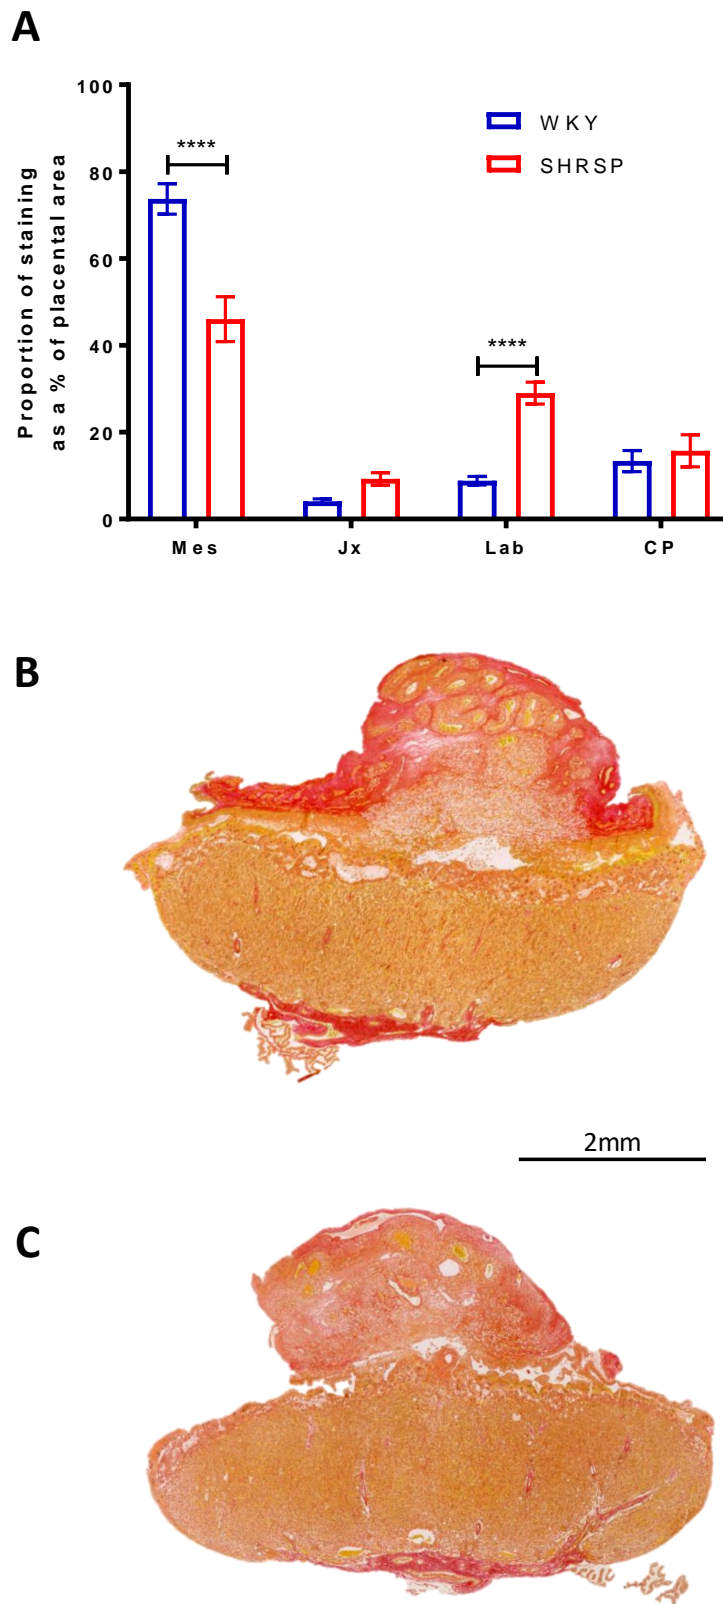 A
Proportion of staining
as a % of placental area
100
80
60
40
20
0
****
****
WKY
SHRSP
Mes
Jx
Lab
CP
B
2mm
C